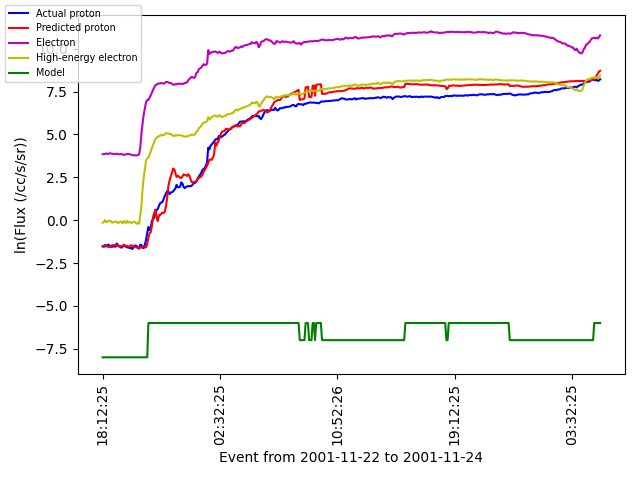 Actual proton
Predicted proton
Electron
High-energy electron
Model
10.0
7.5
5.0
2.5
0.0
−2.5
−5.0
−7.5
ln(Flux (/cc/s/sr))
18:12:25
02:32:25
10:52:26
19:12:25
03:32:25
Event from 2001-11-22 to 2001-11-24